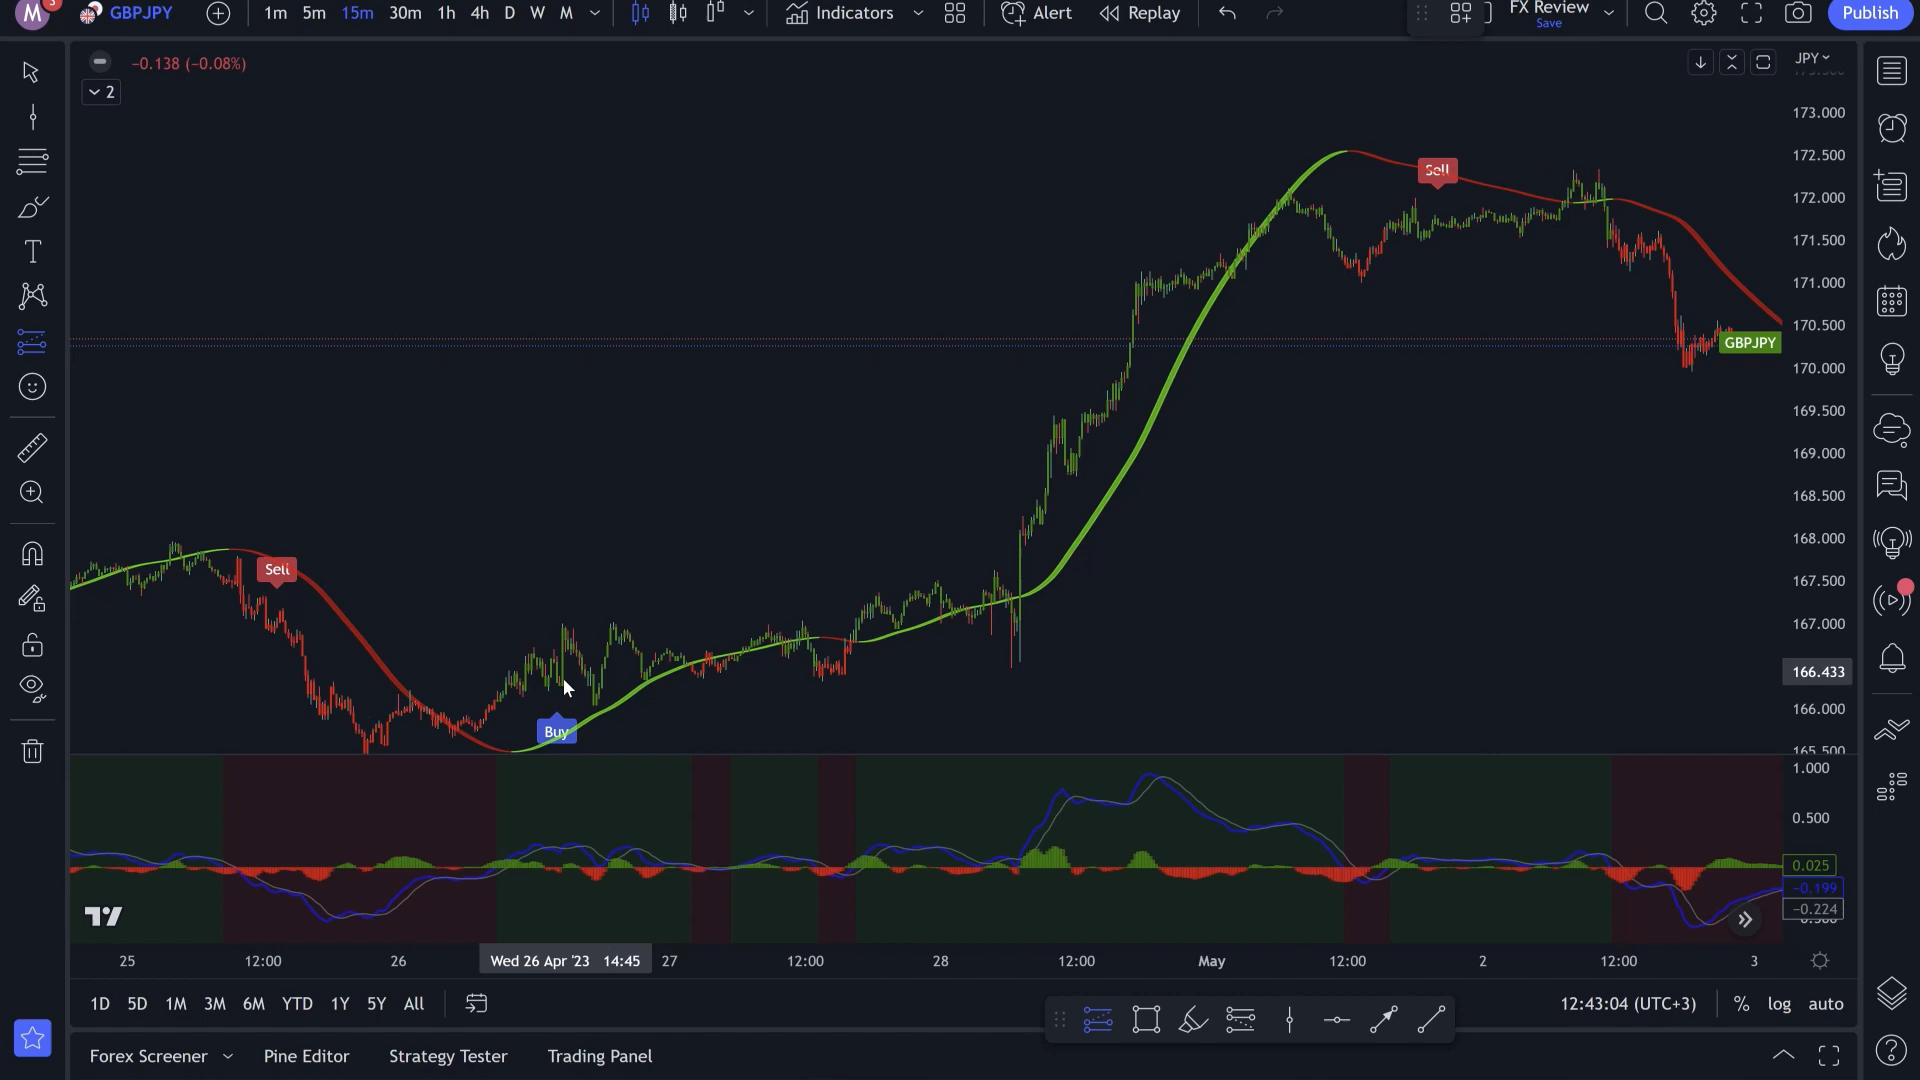 M 3 GBPJPY 1m 5m 15m 30m 1h 4h D W M Indicators Alert Replay FX Review Save Publish
−0.138 (−0.08%)
2
JPY
173.000
172.500
172.000
171.500
171.000
170.500
170.000
169.500
169.000
168.500
168.000
167.500
167.000
166.433
166.000
165.500
Sell
GBPJPY
Sell
Buy
1.000
0.500
0.025
−0.199
−0.224
25 12:00 26 Wed 26 Apr '23 14:45 27 12:00 28 12:00 May 12:00 2 12:00 3
1D 5D 1M 3M 6M YTD 1Y 5Y All 12:43:04 (UTC+3) % log auto
Forex Screener Pine Editor Strategy Tester Trading Panel